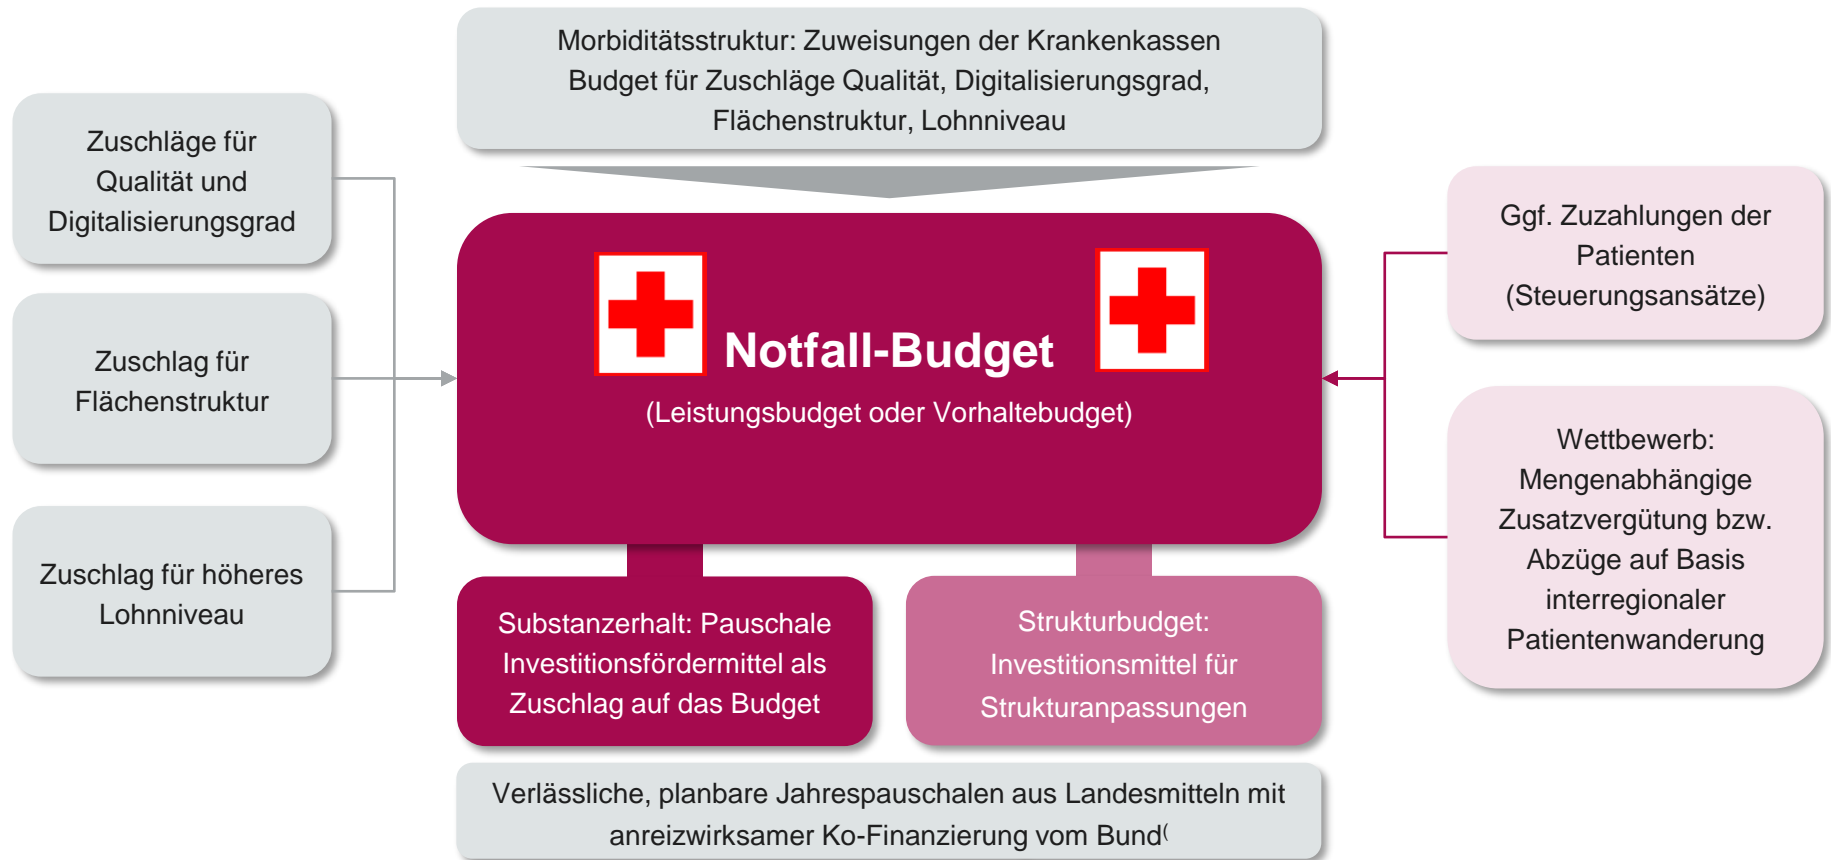 Morbiditätsstruktur: Zuweisungen der Krankenkassen
Budget für Zuschläge Qualität, Digitalisierungsgrad,
Flächenstruktur, Lohnniveau
Zuschläge für
Qualität und
Digitalisierungsgrad
Zuschlag für
Flächenstruktur
Zuschlag für höheres
Lohnniveau
Notfall-Budget
(Leistungsbudget oder Vorhaltebudget)
Ggf. Zuzahlungen der
Patienten
(Steuerungsansätze)
Wettbewerb:
Mengenabhängige
Zusatzvergütung bzw.
Abzüge auf Basis
interregionaler
Patientenwanderung
Substanzerhalt: Pauschale
Investitionsfördermittel als
Zuschlag auf das Budget
Strukturbudget:
Investitionsmittel für
Strukturanpassungen
Verlässliche, planbare Jahrespauschalen aus Landesmitteln mit
anreizwirksamer Ko-Finanzierung vom Bund(